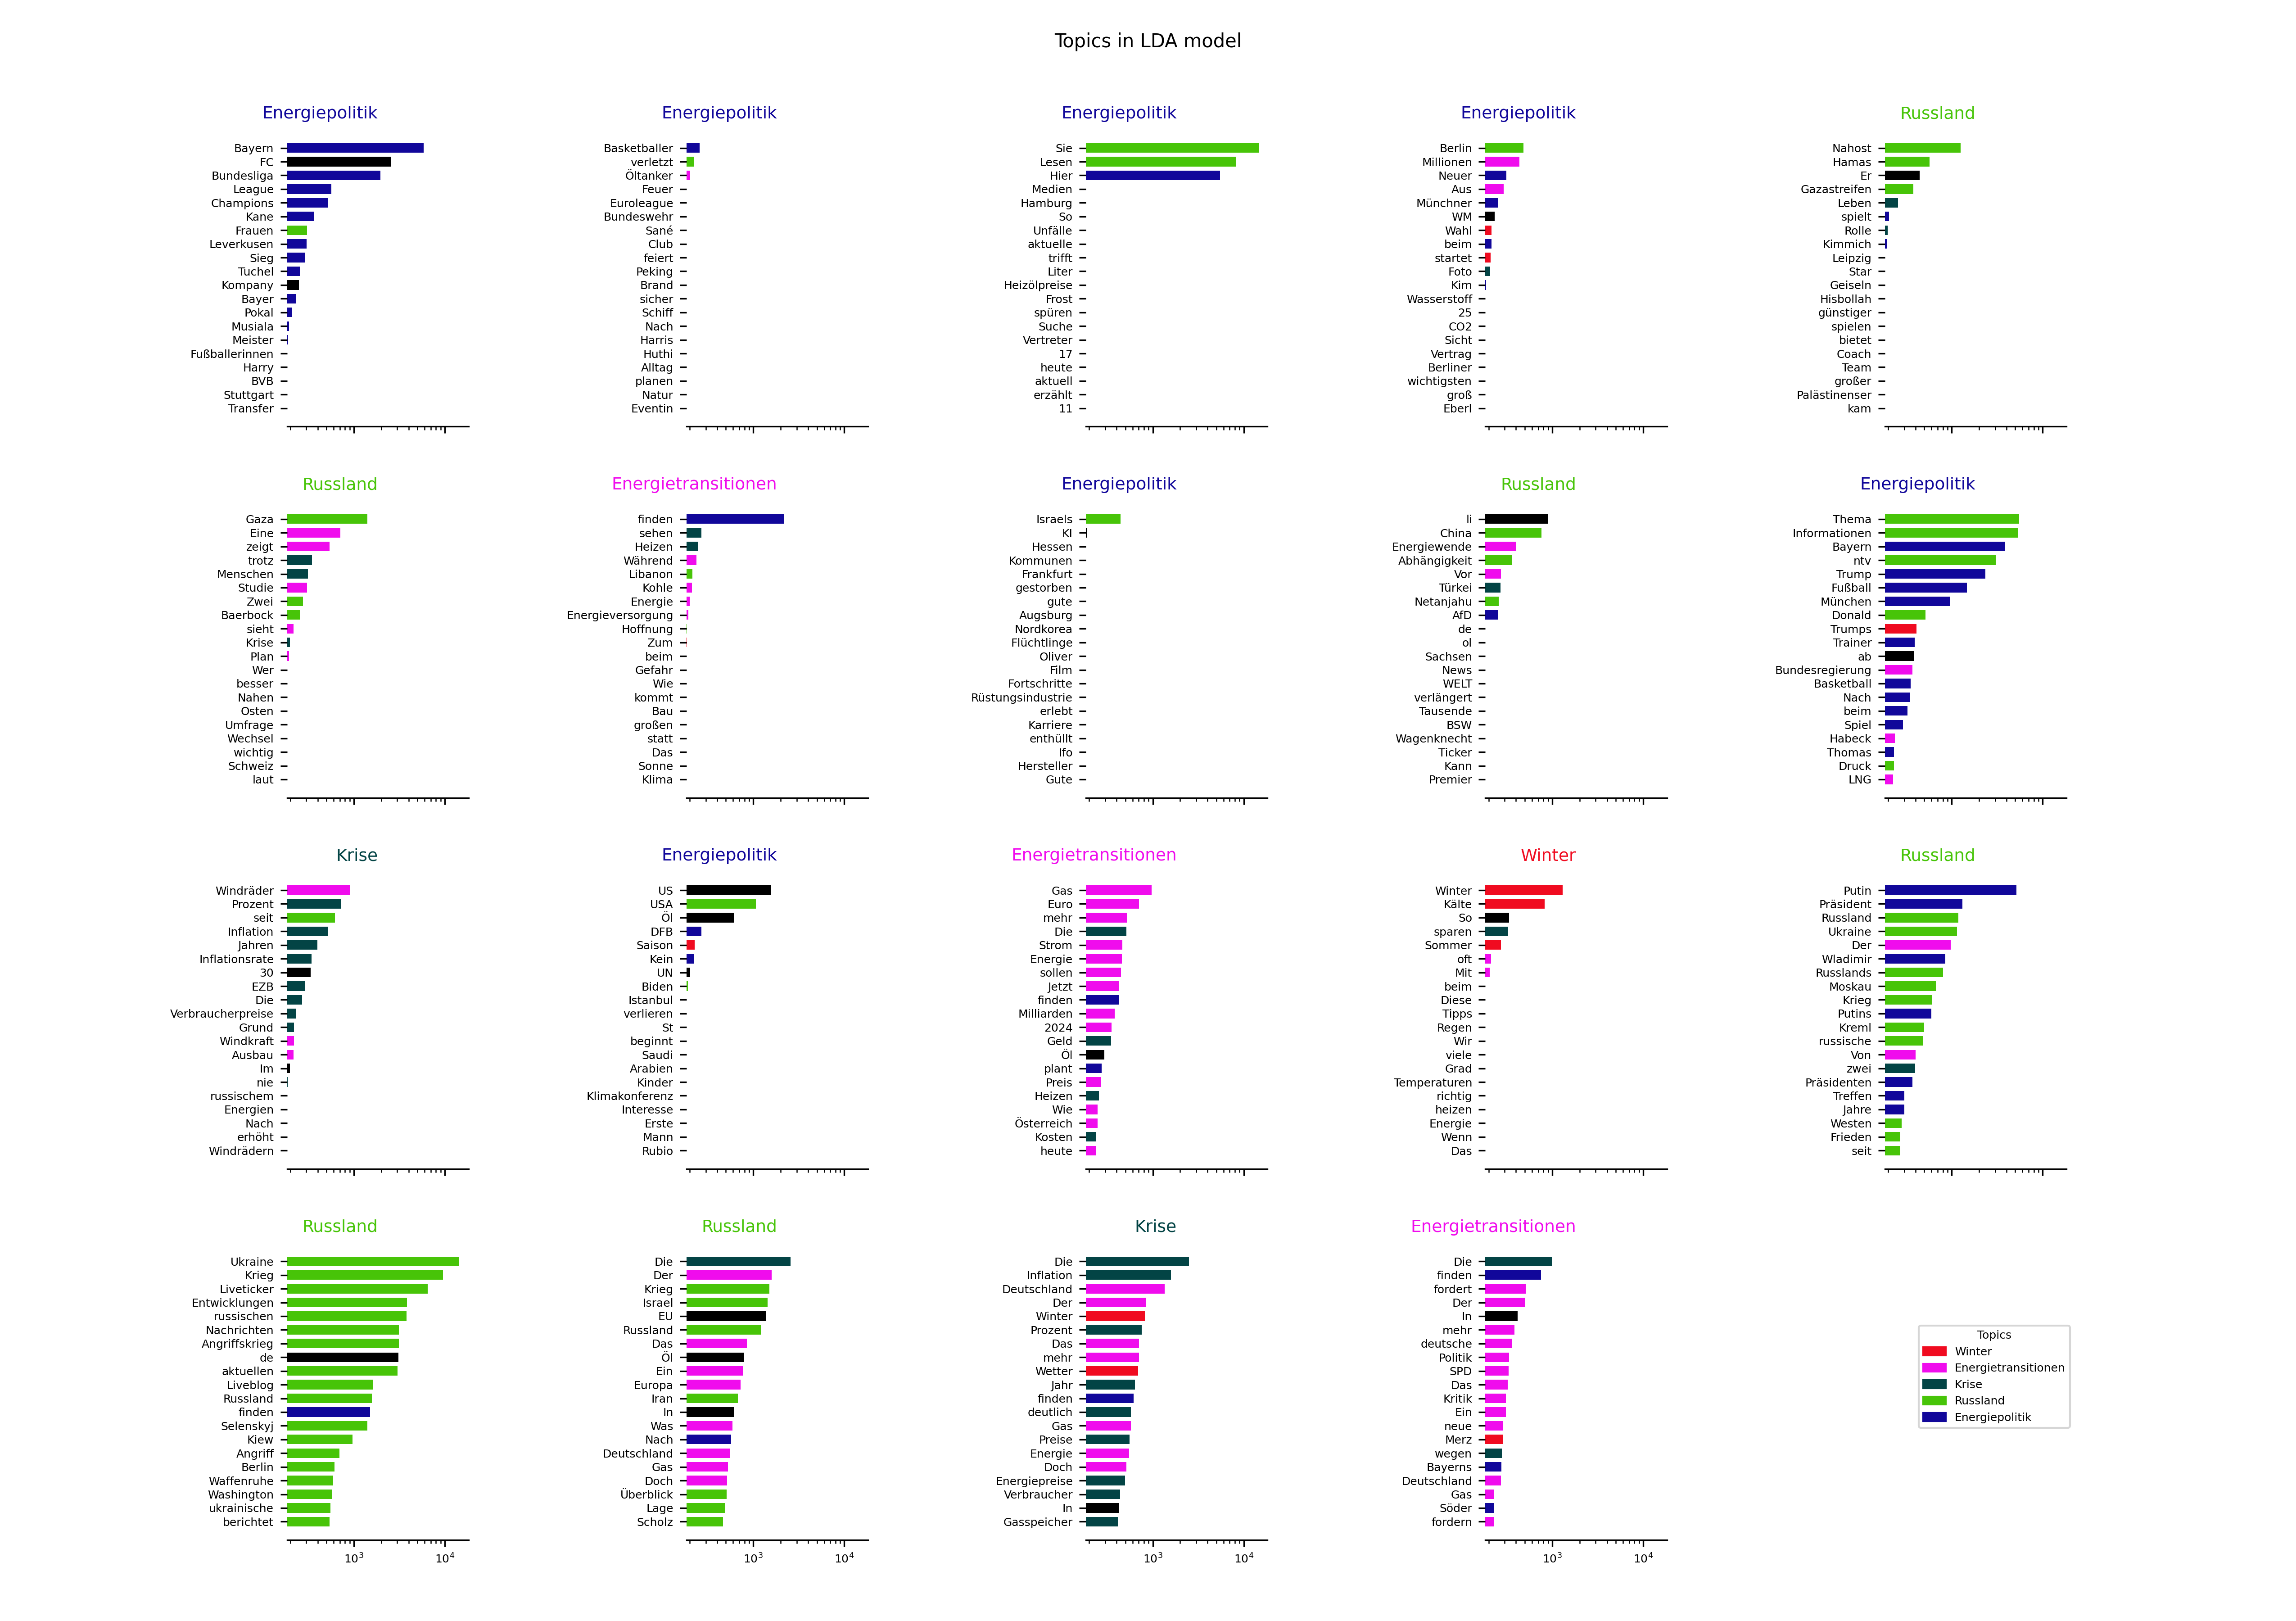 Topics in LDA model
Energiepolitik
Bayern
FC
Bundesliga
League
Champions
Kane
Frauen
Leverkusen
Sieg
Tuchel
Kompany
Bayer
Pokal
Musiala
Meister
Fußballerinnen
Harry
BVB
Stuttgart
Transfer
Energiepolitik
Basketballer
verletzt
Öltanker
Feuer
Euroleague
Bundeswehr
Sané
Club
feiert
Peking
Brand
sicher
Schiff
Nach
Harris
Huthi
Alltag
planen
Natur
Eventin
Energiepolitik
Sie
Lesen
Hier
Medien
Hamburg
So
Unfälle
aktuelle
trifft
Liter
Heizölpreise
Frost
spüren
Suche
Vertreter
17
heute
aktuell
erzählt
11
Energiepolitik
Berlin
Millionen
Neuer
Aus
Münchner
WM
Wahl
beim
startet
Foto
Kim
Wasserstoff
25
CO2
Sicht
Vertrag
Berliner
wichtigsten
groß
Eberl
Russland
Nahost
Hamas
Er
Gazastreifen
Leben
spielt
Rolle
Kimmich
Leipzig
Star
Geiseln
Hisbollah
günstiger
spielen
bietet
Coach
Team
großer
Palästinenser
kam
Russland
Gaza
Eine
zeigt
trotz
Menschen
Studie
Zwei
Baerbock
sieht
Krise
Plan
Wer
besser
Nahen
Osten
Umfrage
Wechsel
wichtig
Schweiz
laut
Energietransitionen
finden
sehen
Heizen
Während
Libanon
Kohle
Energie
Energieversorgung
Hoffnung
Zum
beim
Gefahr
Wie
kommt
Bau
großen
statt
Das
Sonne
Klima
Energiepolitik
Israels
KI
Hessen
Kommunen
Frankfurt
gestorben
gute
Augsburg
Nordkorea
Flüchtlinge
Oliver
Film
Fortschritte
Rüstungsindustrie
erlebt
Karriere
enthüllt
Ifo
Hersteller
Gute
Russland
li
China
Energiewende
Abhängigkeit
Vor
Türkei
Netanjahu
AfD
de
ol
Sachsen
News
WELT
verlängert
Tausende
BSW
Wagenknecht
Ticker
Kann
Premier
Energiepolitik
Thema
Informationen
Bayern
ntv
Trump
Fußball
München
Donald
Trumps
Trainer
ab
Bundesregierung
Basketball
Nach
beim
Spiel
Habeck
Thomas
Druck
LNG
Krise
Windräder
Prozent
seit
Inflation
Jahren
Inflationsrate
30
EZB
Die
Verbraucherpreise
Grund
Windkraft
Ausbau
Im
nie
russischem
Energien
Nach
erhöht
Windrädern
Energiepolitik
US
USA
Öl
DFB
Saison
Kein
UN
Biden
Istanbul
verlieren
St
beginnt
Saudi
Arabien
Kinder
Klimakonferenz
Interesse
Erste
Mann
Rubio
Energietransitionen
Gas
Euro
mehr
Die
Strom
Energie
sollen
Jetzt
finden
Milliarden
2024
Geld
Öl
plant
Preis
Heizen
Wie
Österreich
Kosten
heute
Winter
Winter
Kälte
So
sparen
Sommer
oft
Mit
beim
Diese
Tipps
Regen
Wir
viele
Grad
Temperaturen
richtig
heizen
Energie
Wenn
Das
Russland
Putin
Präsident
Russland
Ukraine
Der
Wladimir
Russlands
Moskau
Krieg
Putins
Kreml
russische
Von
zwei
Präsidenten
Treffen
Jahre
Westen
Frieden
seit
Russland
Ukraine
Krieg
Liveticker
Entwicklungen
russischen
Nachrichten
Angriffskrieg
de
aktuellen
Liveblog
Russland
finden
Selenskyj
Kiew
Angriff
Berlin
Waffenruhe
Washington
ukrainische
berichtet
10³ 10⁴
Russland
Die
Der
Krieg
Israel
EU
Russland
Das
Öl
Ein
Europa
Iran
In
Was
Nach
Deutschland
Gas
Doch
Überblick
Lage
Scholz
10³ 10⁴
Krise
Die
Inflation
Deutschland
Der
Winter
Prozent
Das
mehr
Wetter
Jahr
finden
deutlich
Gas
Preise
Energie
Doch
Energiepreise
Verbraucher
In
Gasspeicher
10³ 10⁴
Energietransitionen
Die
finden
fordert
Der
In
mehr
deutsche
Politik
SPD
Das
Kritik
Ein
neue
Merz
wegen
Bayerns
Deutschland
Gas
Söder
fordern
10³ 10⁴
Topics
Winter
Energietransitionen
Krise
Russland
Energiepolitik